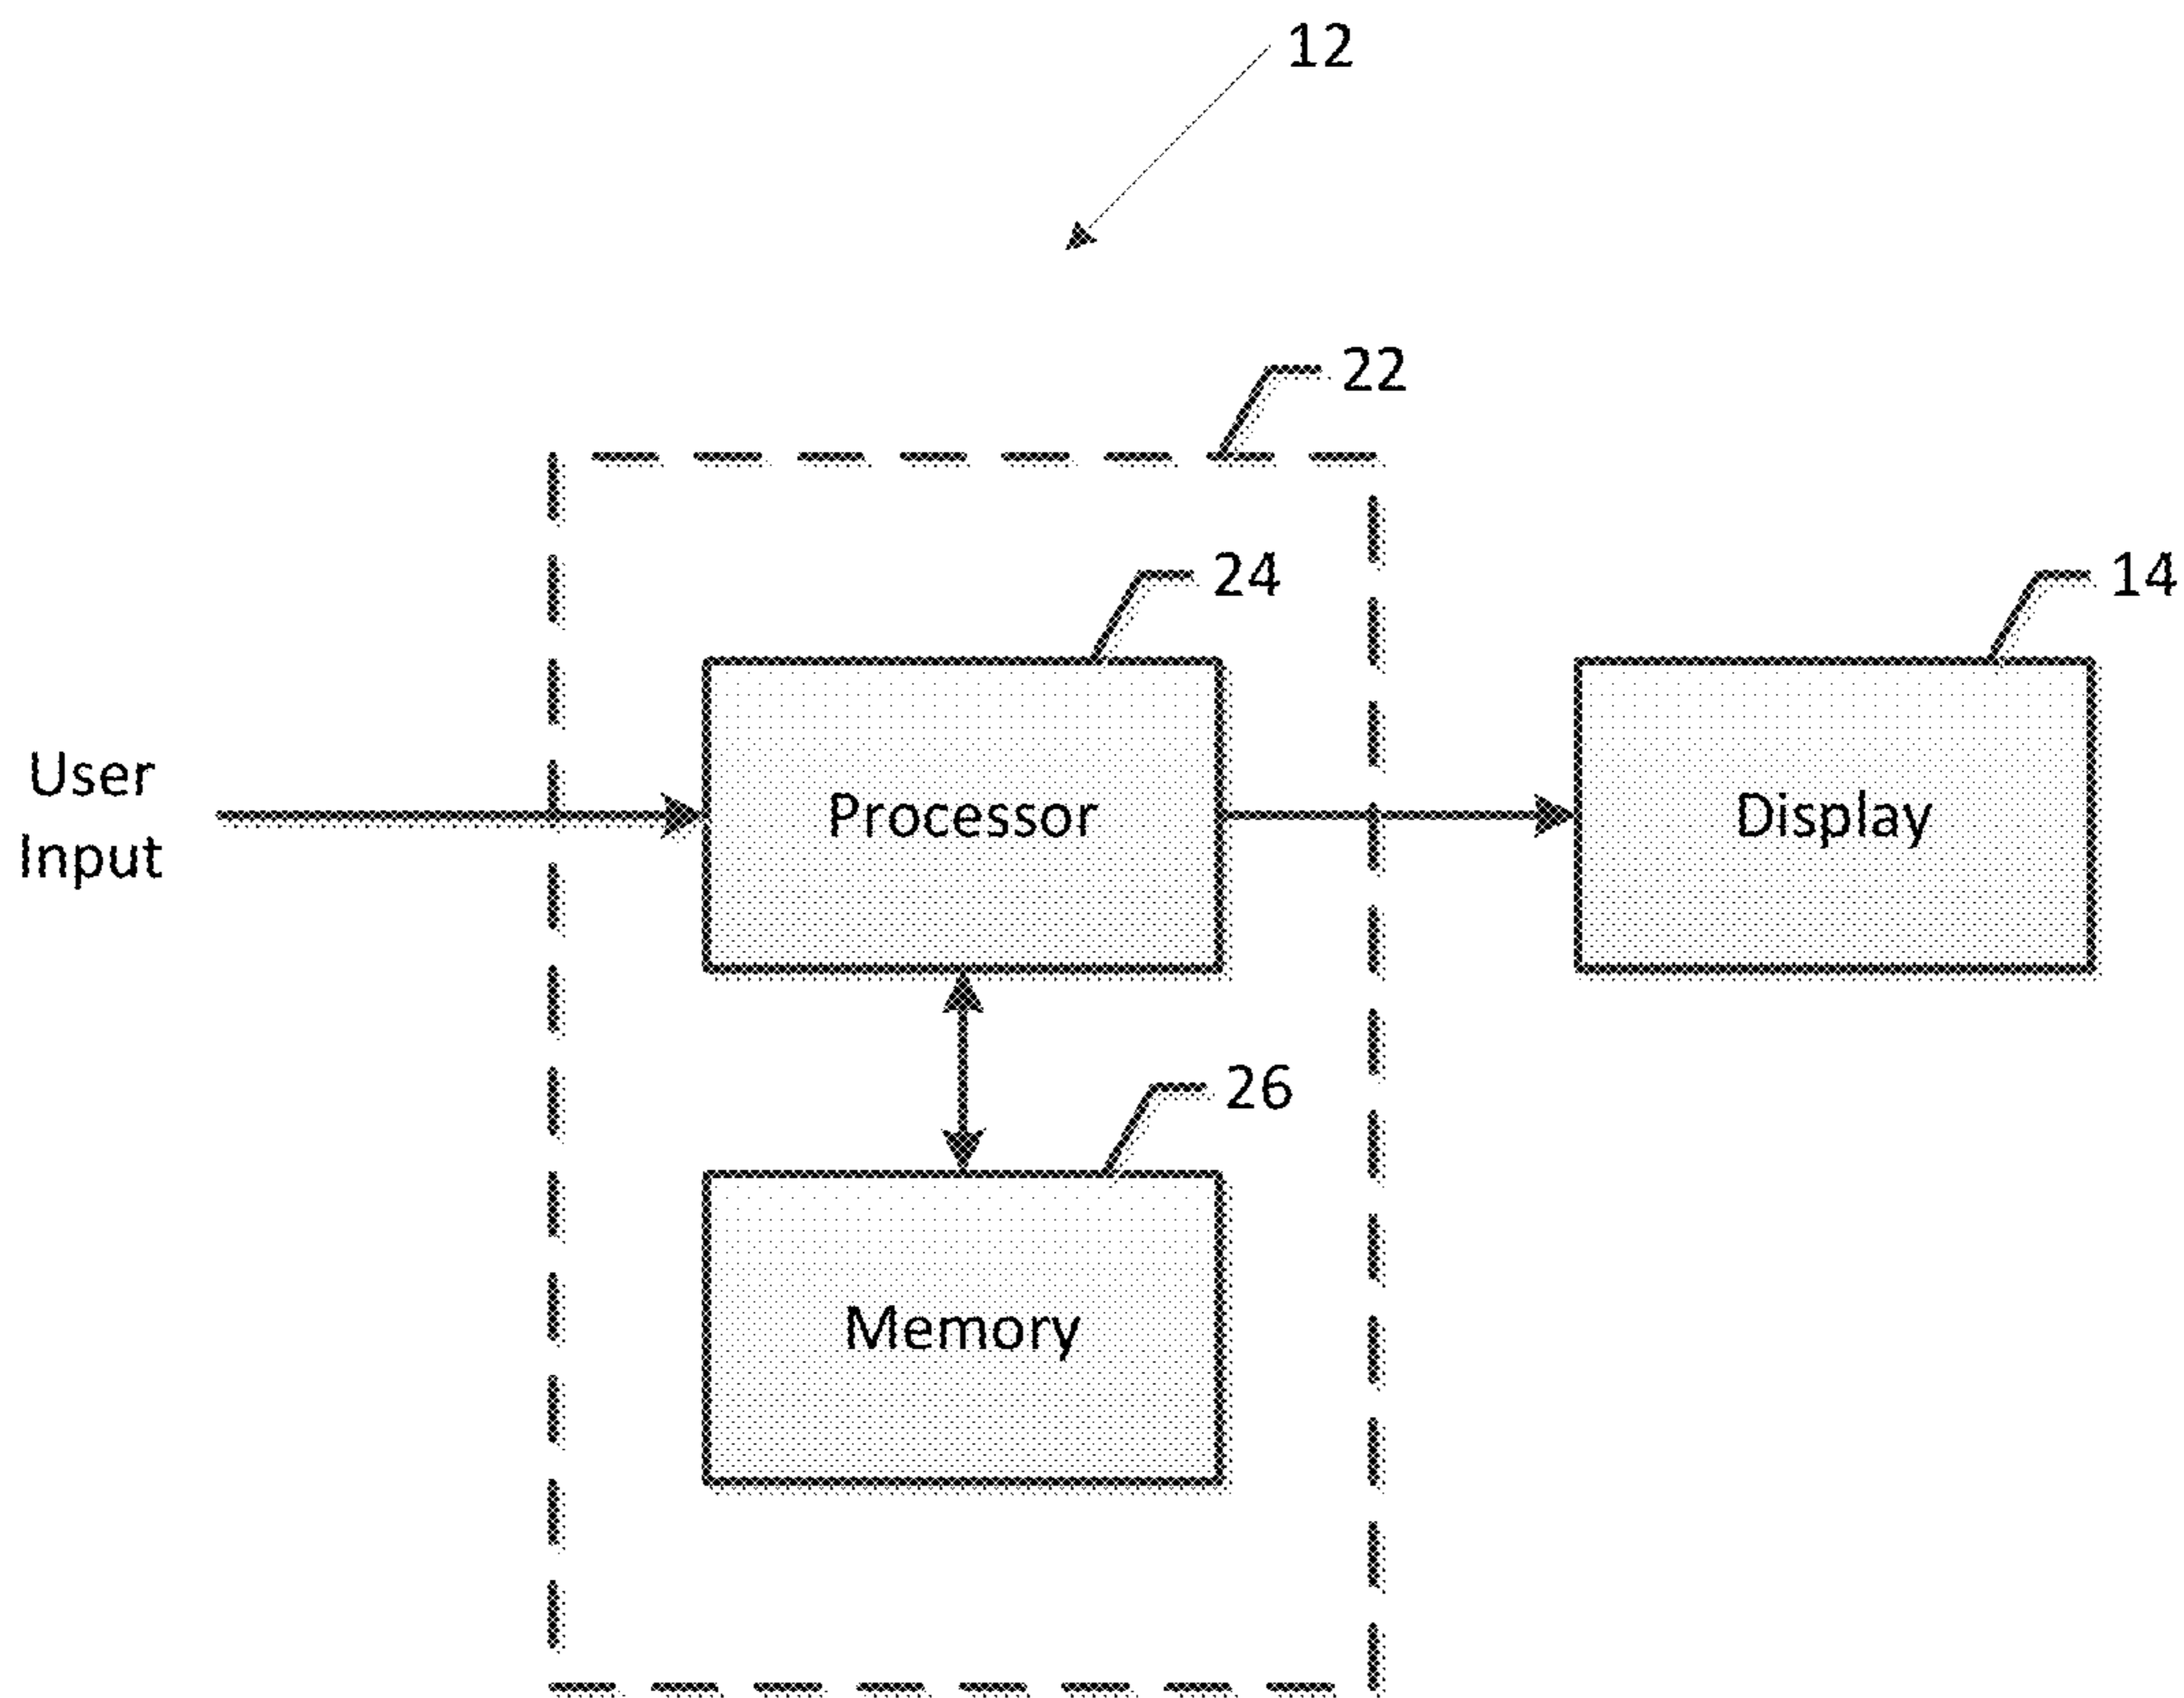 12
22
24
14
User
Input
Processor
Display
26
Memory